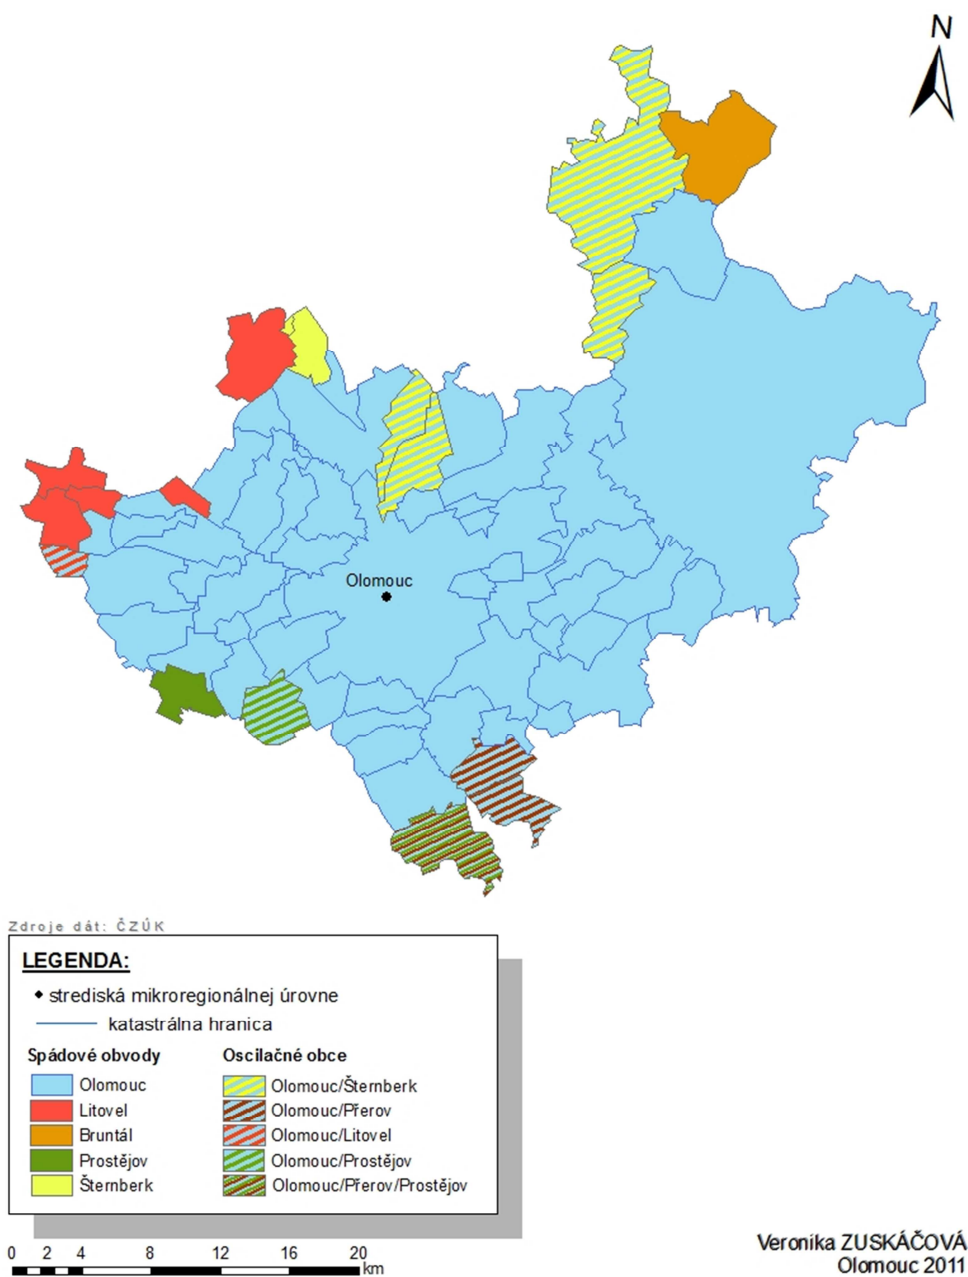 N
Olomouc
Zdroje dát: ČZÚK
LEGENDA:
strediská mikroregionálnej úrovne
katastrálna hranica
Spádové obvody
Olomouc
Litovel
Bruntál
Prostějov
Šternberk
Oscilačné obce
Olomouc/Šternberk
Olomouc/Přerov
Olomouc/Litovel
Olomouc/Prostějov
Olomouc/Přerov/Prostějov
0 2 4 8 12 16 20
km
Veronika ZUSKÁČOVÁ
Olomouc 2011